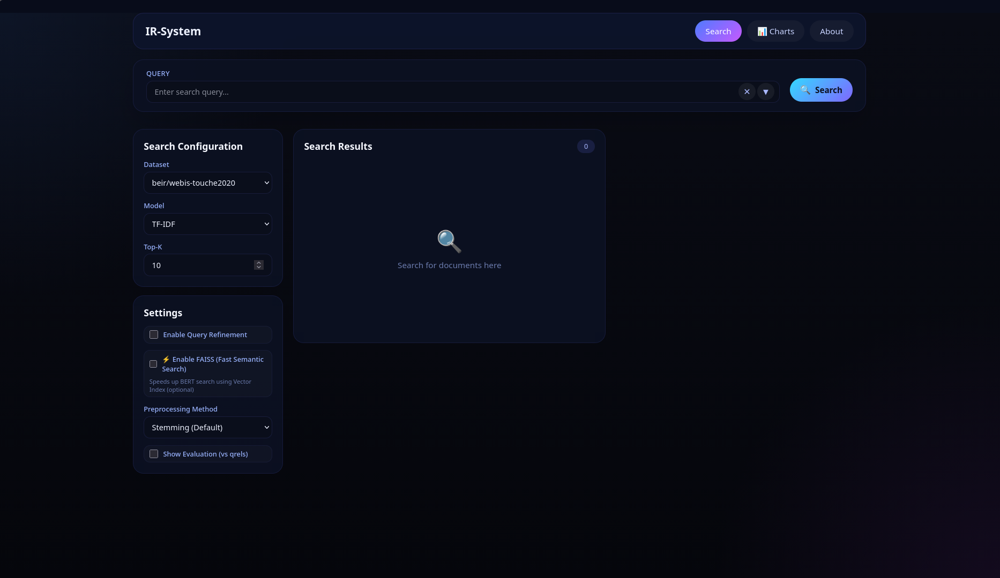 IR-System
Search
📊 Charts
About
QUERY
Enter search query...
✕
▼
🔍 Search
Search Configuration
Dataset
beir/webis-touche2020
Model
TF-IDF
Top-K
10
Settings
Enable Query Refinement
⚡ Enable FAISS (Fast Semantic
Search)
Speeds up BERT search using Vector
Index (optional)
Preprocessing Method
Stemming (Default)
Show Evaluation (vs qrels)
Search Results
0
Search for documents here